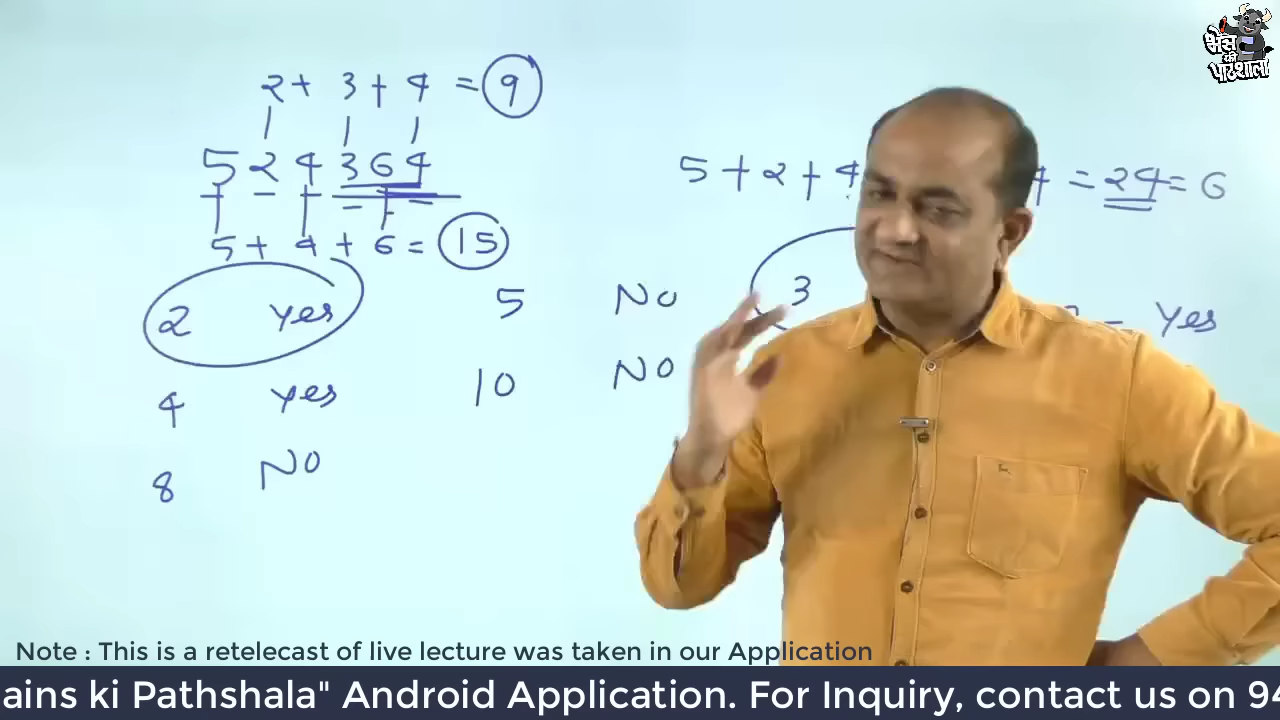 भैंस
की
पाठशाला
2 + 3 + 4 = 9
5 2 4 3 6 4
5 + 4 + 6 = 15
5 + 2 + 4
4 = 24 = 6
2 Yes
5 No
3
Yes
4 Yes
10 No
8 No
Note : This is a retelecast of live lecture was taken in our Application
ains ki Pathshala" Android Application. For Inquiry, contact us on 94